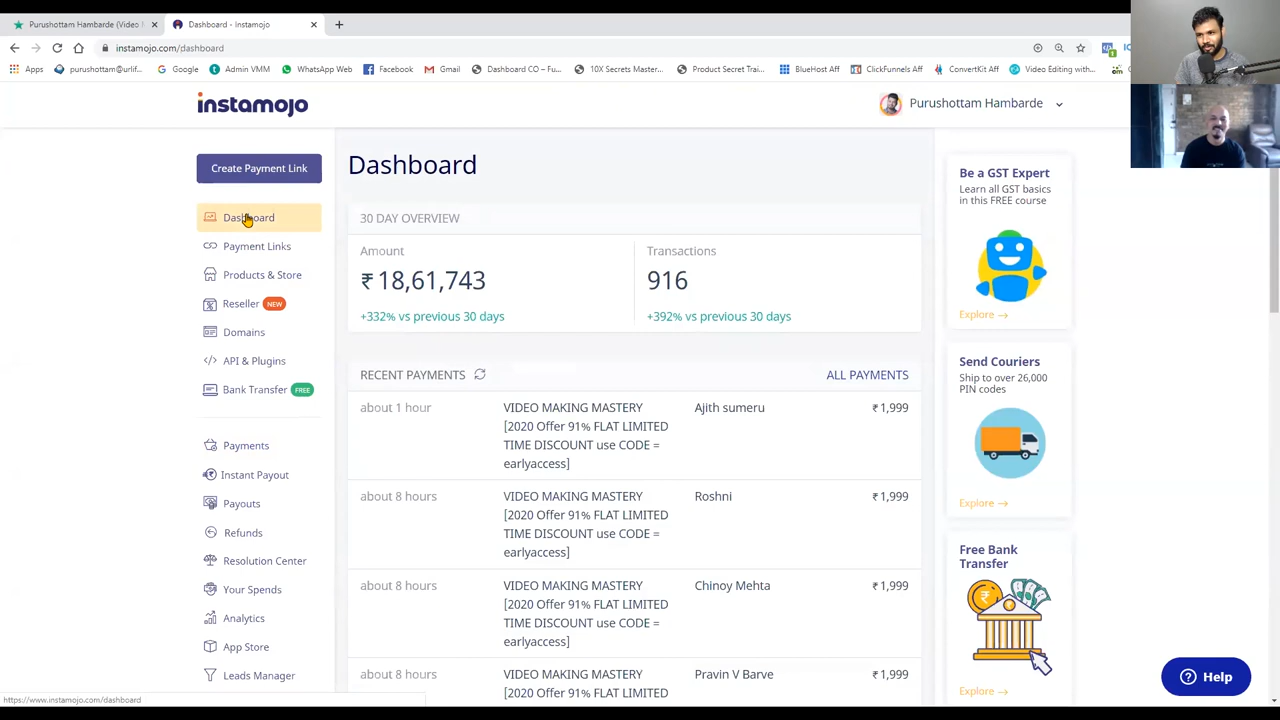 Purushottam Hambarde (Video M
Dashboard - Instamojo
instamojo.com/dashboard
Apps
purushottam@urlif...
Google
Admin VMM
WhatsApp Web
Facebook
Gmail
Dashboard CO – Fu...
10X Secrets Master...
Product Secret Trai...
BlueHost Aff
ClickFunnels Aff
ConvertKit Aff
Video Editing with...
instamojo
Purushottam Hambarde
Create Payment Link
Dashboard
Payment Links
Products & Store
Reseller NEW
Domains
API & Plugins
Bank Transfer FREE
Payments
Instant Payout
Payouts
Refunds
Resolution Center
Your Spends
Analytics
App Store
Leads Manager
Dashboard
30 DAY OVERVIEW
Amount
₹ 18,61,743
+332% vs previous 30 days
Transactions
916
+392% vs previous 30 days
RECENT PAYMENTS
ALL PAYMENTS
about 1 hour
VIDEO MAKING MASTERY
[2020 Offer 91% FLAT LIMITED
TIME DISCOUNT use CODE =
earlyaccess]
Ajith sumeru
₹ 1,999
about 8 hours
VIDEO MAKING MASTERY
[2020 Offer 91% FLAT LIMITED
TIME DISCOUNT use CODE =
earlyaccess]
Roshni
₹ 1,999
about 8 hours
VIDEO MAKING MASTERY
[2020 Offer 91% FLAT LIMITED
TIME DISCOUNT use CODE =
earlyaccess]
Chinoy Mehta
₹ 1,999
about 8 hours
VIDEO MAKING MASTERY
[2020 Offer 91% FLAT LIMITED
Pravin V Barve
₹ 1,999
Be a GST Expert
Learn all GST basics
in this FREE course
Explore →
Send Couriers
Ship to over 26,000
PIN codes
Explore →
Free Bank
Transfer
Explore →
Help
https://www.instamojo.com/dashboard